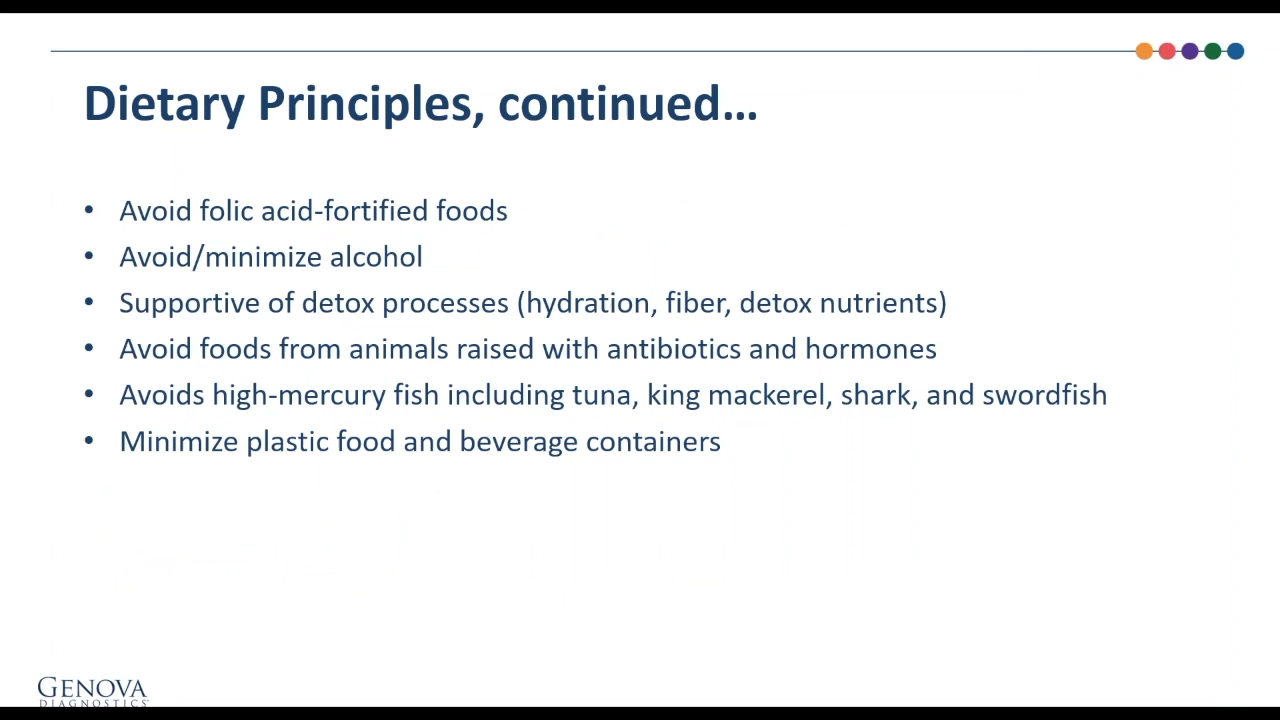 Dietary Principles, continued…
• Avoid folic acid-fortified foods
• Avoid/minimize alcohol
• Supportive of detox processes (hydration, fiber, detox nutrients)
• Avoid foods from animals raised with antibiotics and hormones
• Avoids high-mercury fish including tuna, king mackerel, shark, and swordfish
• Minimize plastic food and beverage containers
GENOVA
DIAGNOSTICS